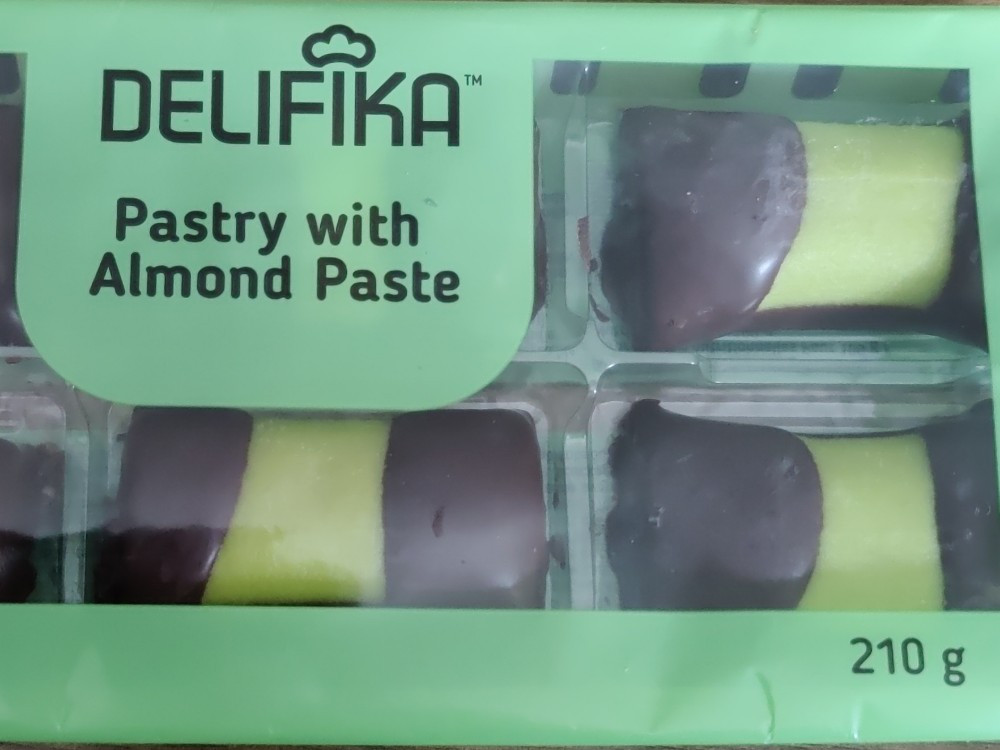 DELIFIKA™
Pastry with
Almond Paste
210 g